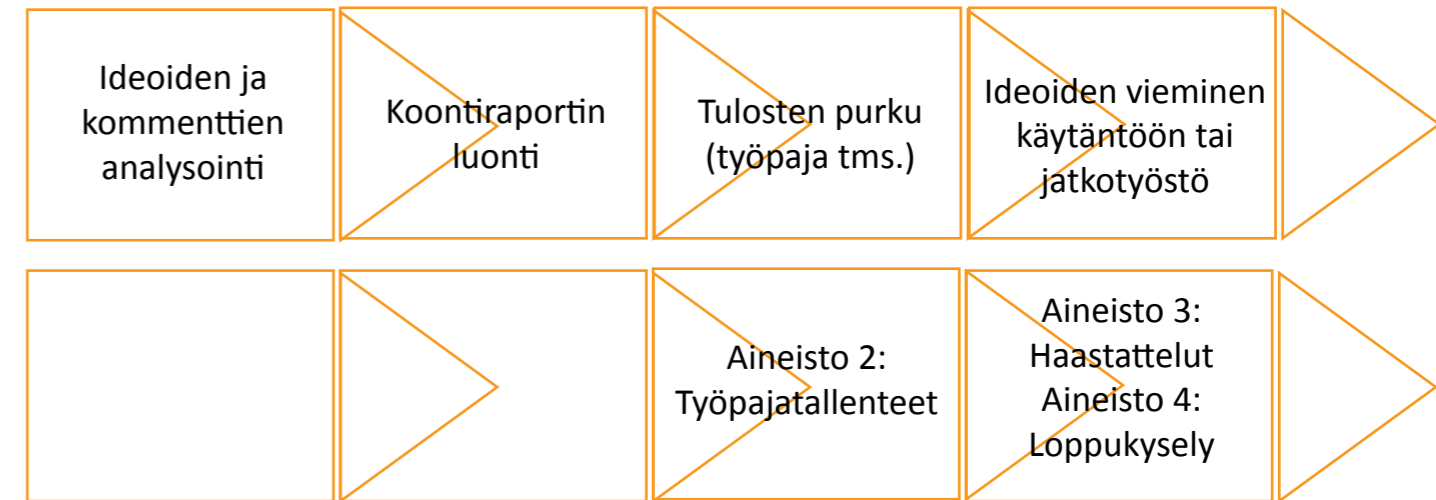 Ideoiden ja
kommenttien
analysointi
Koontiraportin
luonti
Tulosten purku
(työpaja tms.)
Ideoiden vieminen
käytäntöön tai
jatkotyöstö
Aineisto 2:
Työpajatallenteet
Aineisto 3:
Haastattelut
Aineisto 4:
Loppukysely